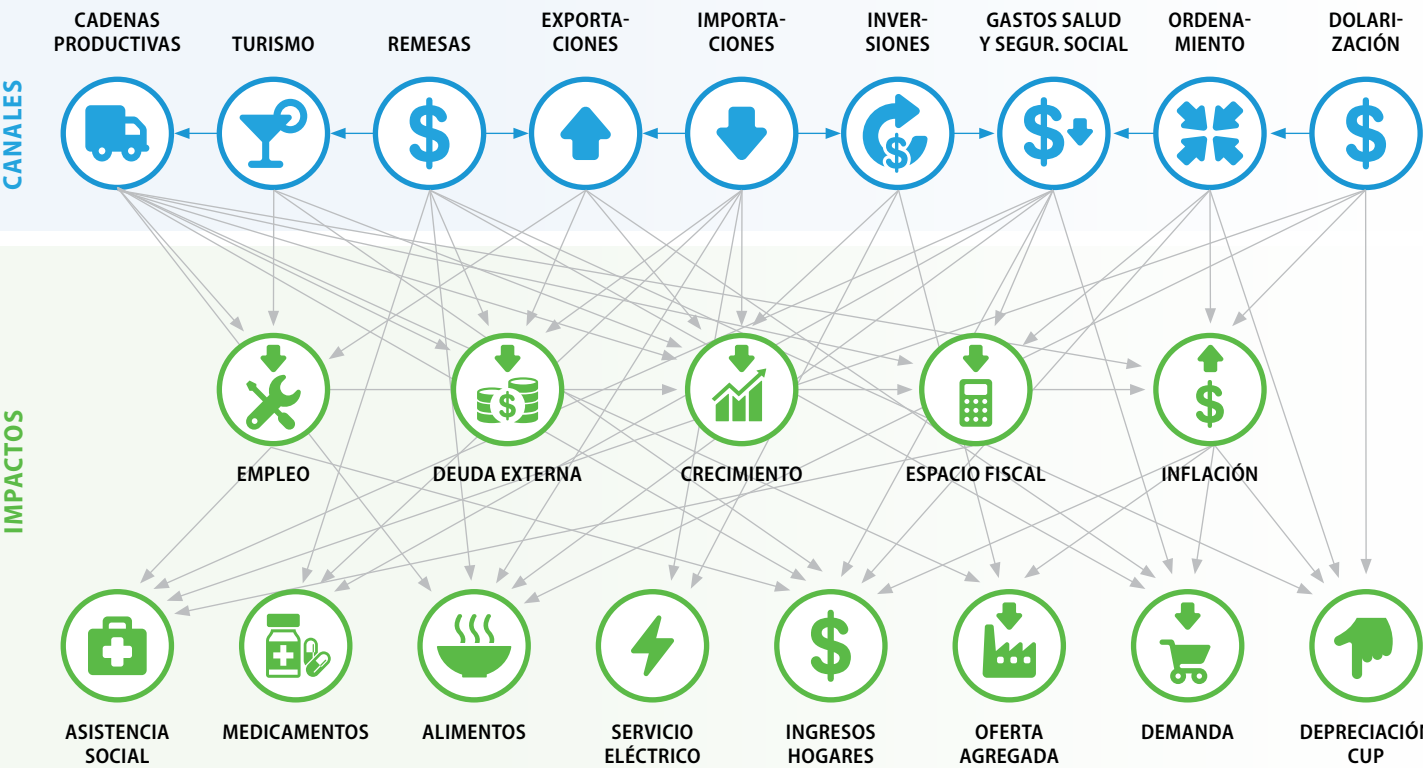 CADENAS
PRODUCTIVAS
TURISMO
REMESAS
EXPORTA-
CIONES
IMPORTA-
CIONES
INVER-
SIONES
GASTOS SALUD
Y SEGUR. SOCIAL
ORDENA-
MIENTO
DOLARI-
ZACIÓN
CANALES
$
$
$
$
IMPACTOS
$
$
EMPLEO
DEUDA EXTERNA
CRECIMIENTO
ESPACIO FISCAL
INFLACIÓN
$
ASISTENCIA
SOCIAL
MEDICAMENTOS
ALIMENTOS
SERVICIO
ELÉCTRICO
INGRESOS
HOGARES
OFERTA
AGREGADA
DEMANDA
DEPRECIACIÓN
CUP